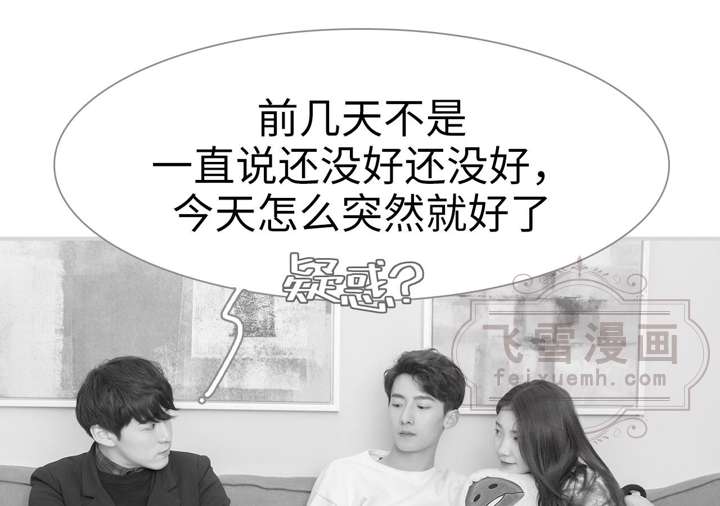 前几天不是
一直说还没好还没好，
今天怎么突然就好了
疑惑?
飞雪漫画
feixuemh.com